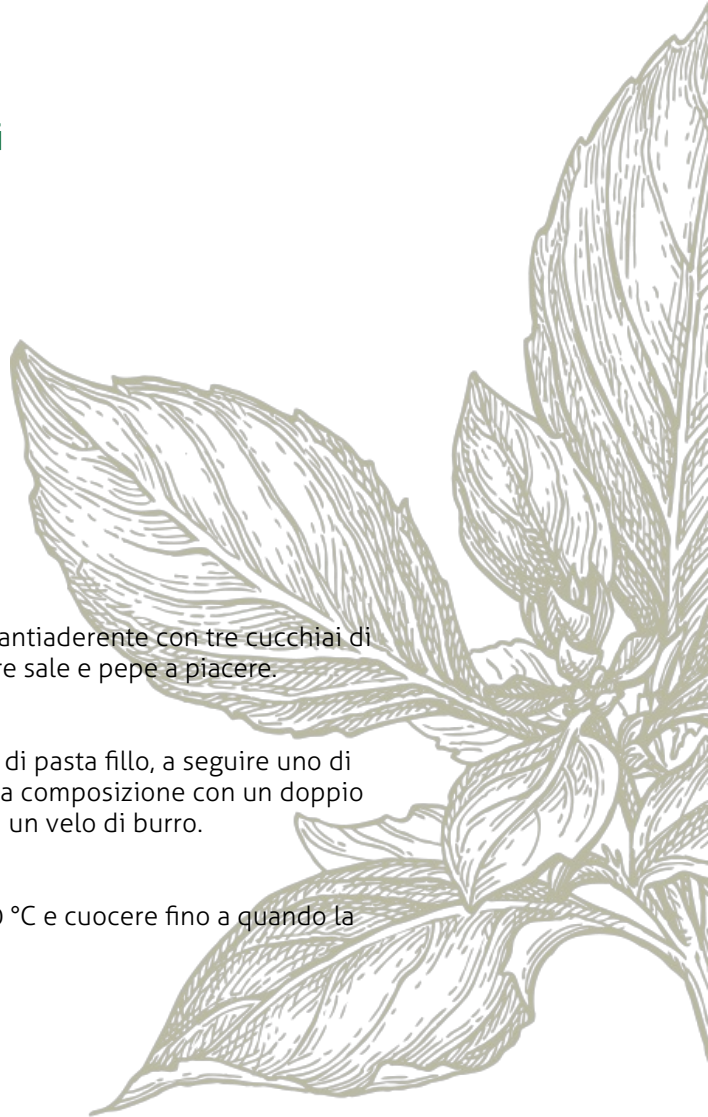 i
antiaderente con tre cucchiai di
re sale e pepe a piacere.
di pasta fillo, a seguire uno di
a composizione con un doppio
un velo di burro.
0 °C e cuocere fino a quando la